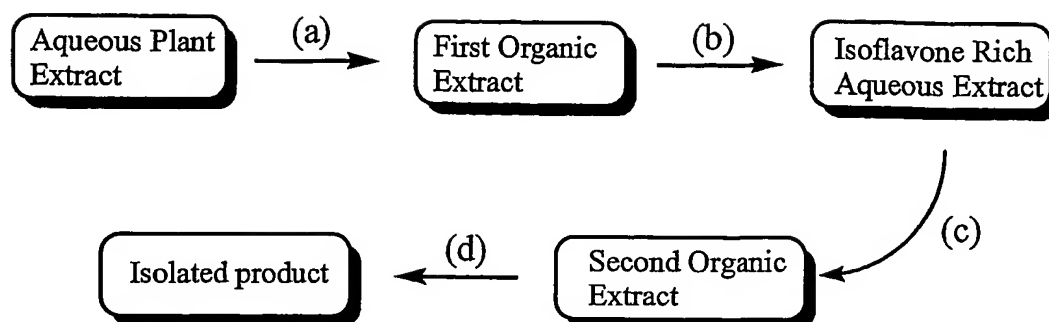 Aqueous Plant
Extract
(a)
First Organic
Extract
(b)
Isoflavone Rich
Aqueous Extract
(c)
Second Organic
Extract
(d)
Isolated product